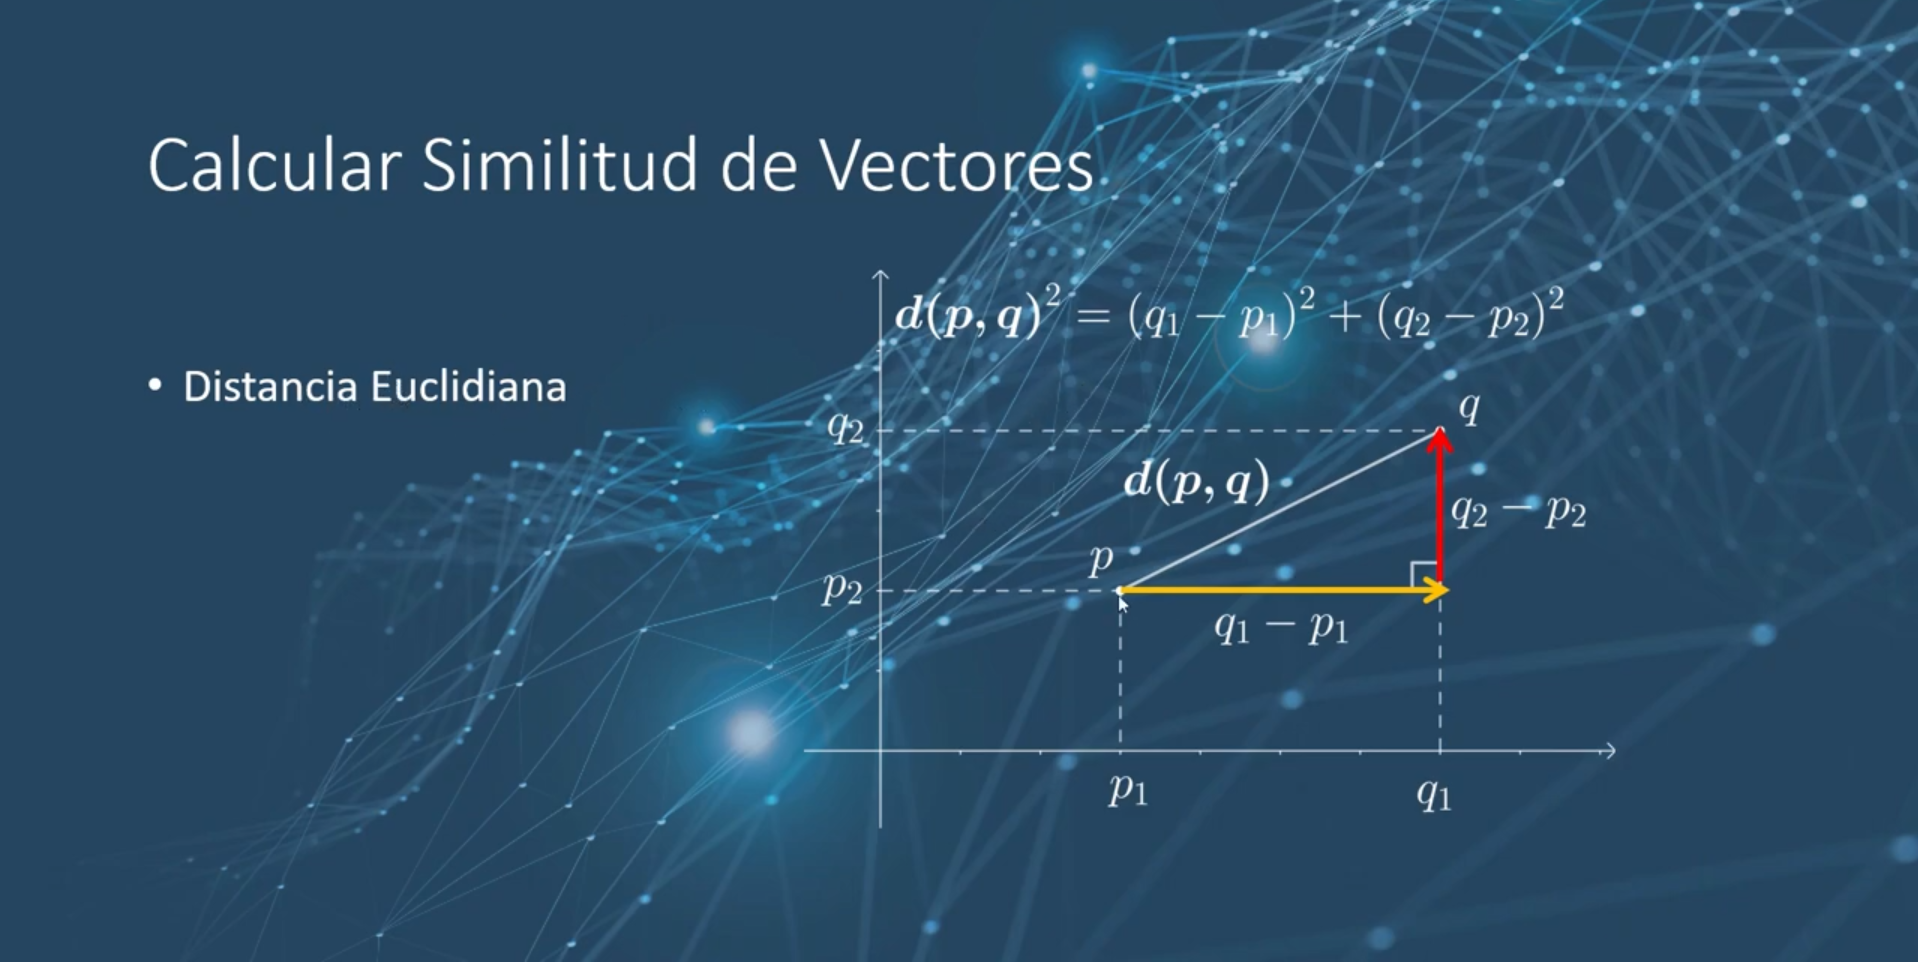 Calcular Similitud de Vectores
• Distancia Euclidiana
d(p, q)² = (q₁ − p₁)² + (q₂ − p₂)²
q
q₂
d(p, q)
q₂ − p₂
p
p₂
q₁ − p₁
p₁
q₁